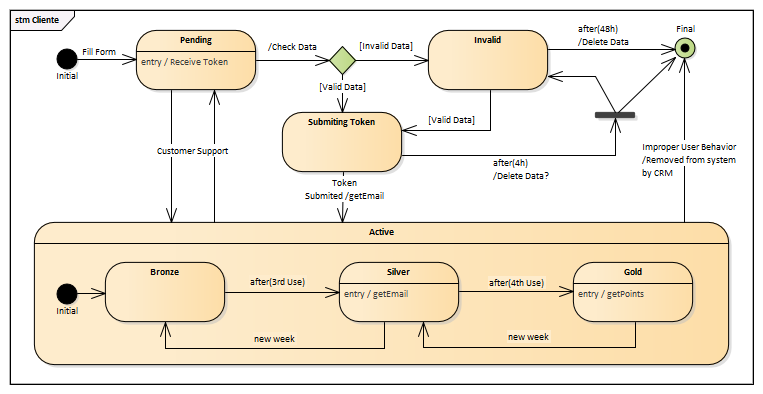 stm Cliente
Final
Pending
Invalid
after(48h)
/Delete Data
Fill Form
/Check Data
[Invalid Data]
entry / Receive Token
Initial
[Valid Data]
Submiting Token
[Valid Data]
Customer Support
Improper User Behavior
/Removed from system
by CRM
after(4h)
/Delete Data?
Token
Submited /getEmail
Active
Bronze
Silver
Gold
after(3rd Use)
after(4th Use)
entry / getEmail
entry / getPoints
Initial
new week
new week